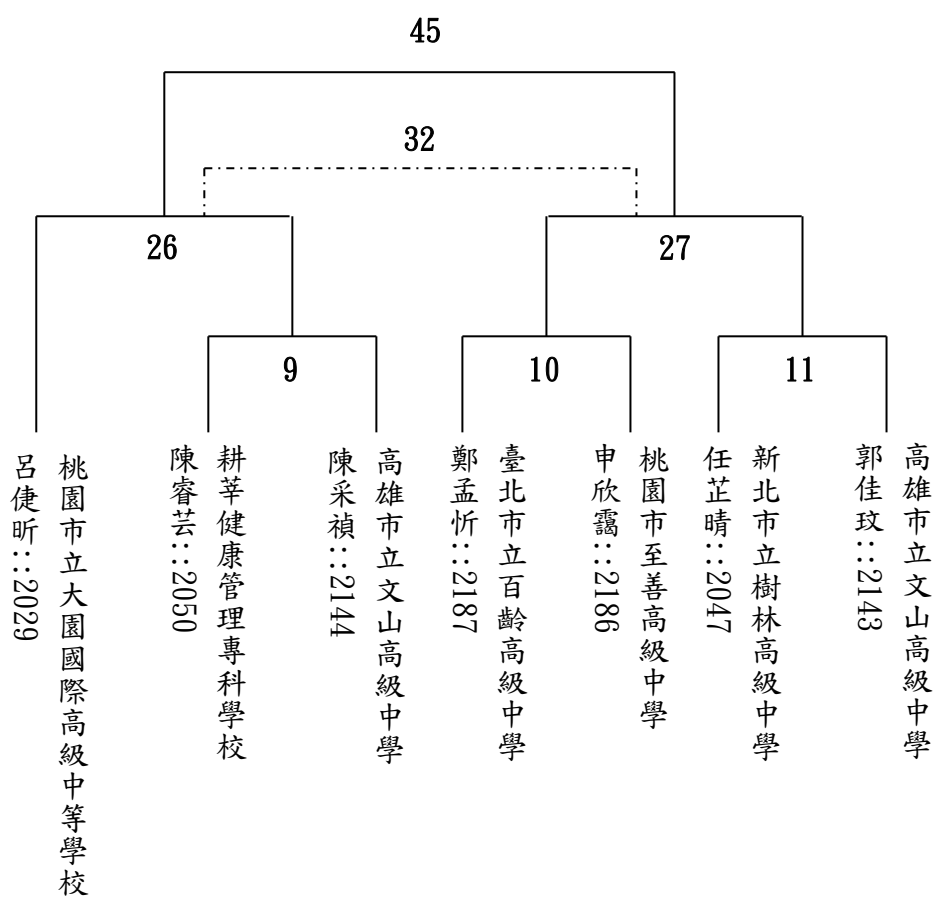 45
32
26
27
9
10
11
呂倢昕::2029
桃園市立大園國際高級中等學校
陳睿芸::2050
耕莘健康管理專科學校
陳采禎::2144
高雄市立文山高級中學
鄭孟忻::2187
臺北市立百齡高級中學
申欣靄::2186
桃園市至善高級中學
任芷晴::2047
新北市立樹林高級中學
郭佳玟::2143
高雄市立文山高級中學